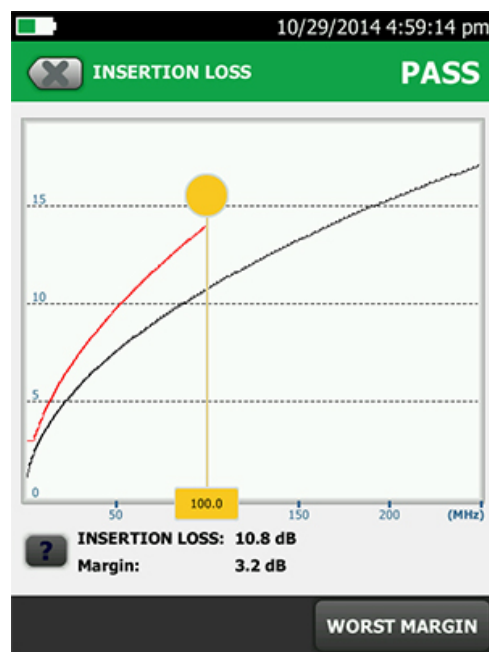 10/29/2014 4:59:14 pm
INSERTION LOSS PASS
15
10
5
0
50 100.0 150 200 (MHz)
? INSERTION LOSS: 10.8 dB
Margin: 3.2 dB
WORST MARGIN